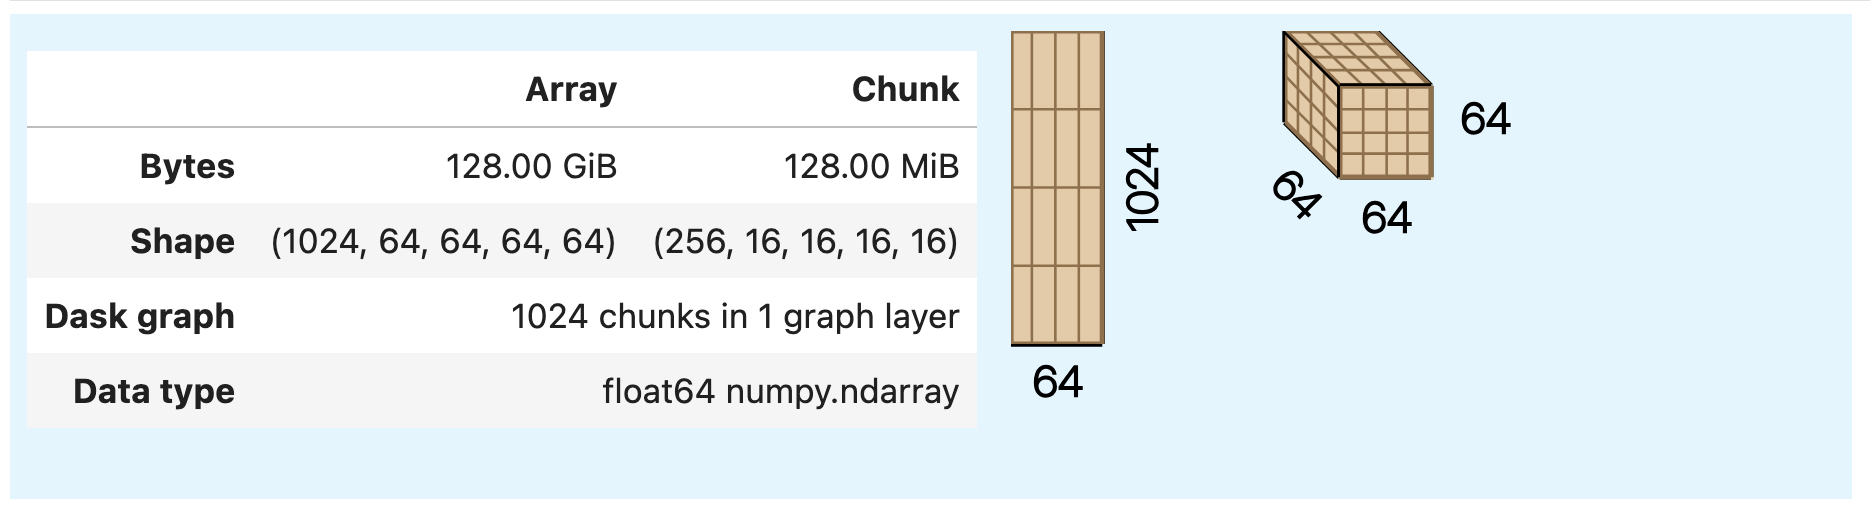 Array Chunk
Bytes 128.00 GiB 128.00 MiB
Shape (1024, 64, 64, 64, 64) (256, 16, 16, 16, 16)
Dask graph 1024 chunks in 1 graph layer
Data type float64 numpy.ndarray
1024
64
64
64
64